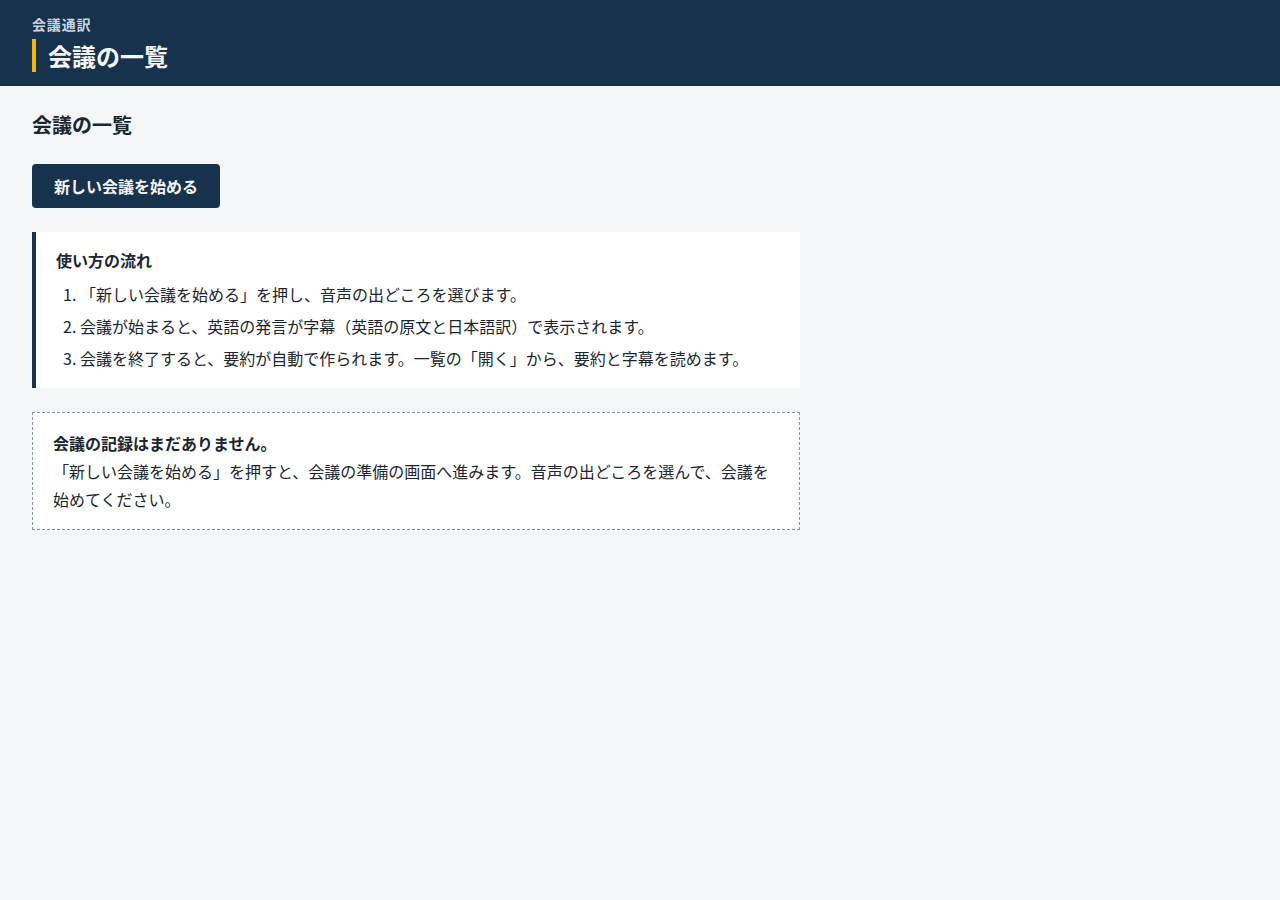 会議通訳
会議の一覧
会議の一覧
新しい会議を始める
使い方の流れ
1. 「新しい会議を始める」を押し、音声の出どころを選びます。
2. 会議が始まると、英語の発言が字幕（英語の原文と日本語訳）で表示されます。
3. 会議を終了すると、要約が自動で作られます。一覧の「開く」から、要約と字幕を読めます。
会議の記録はまだありません。
「新しい会議を始める」を押すと、会議の準備の画面へ進みます。音声の出どころを選んで、会議を
始めてください。